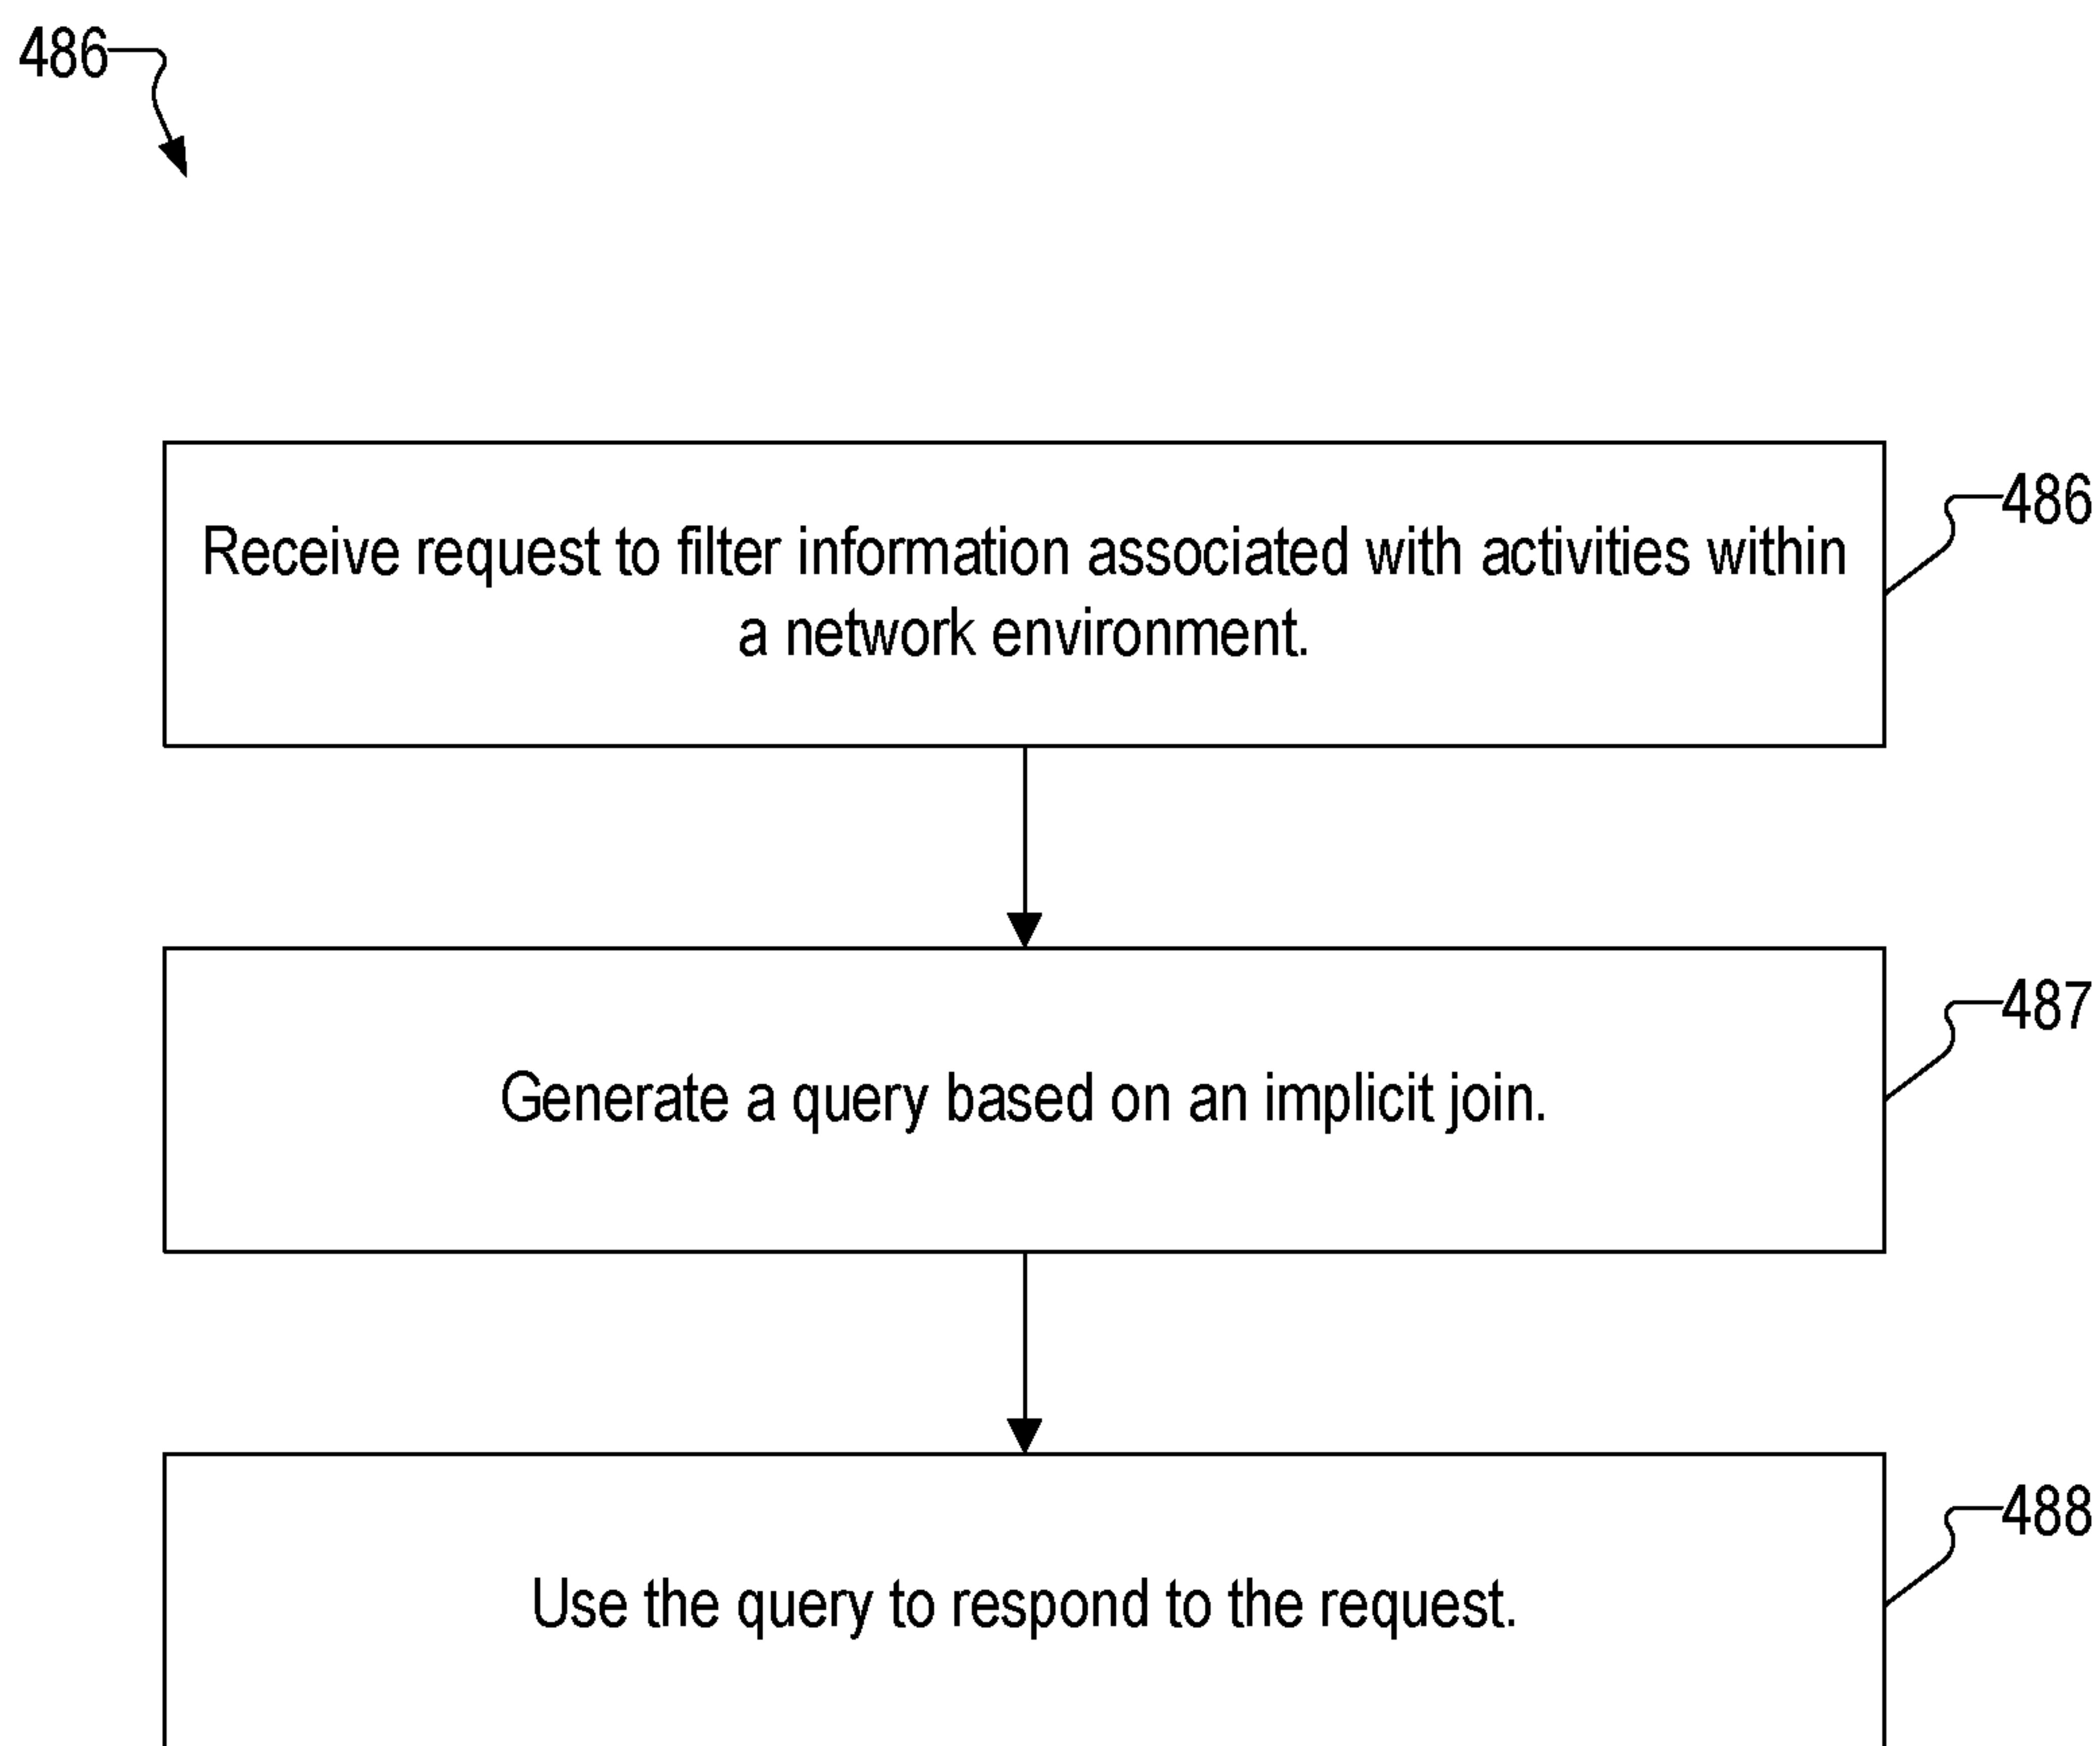 486
486
Receive request to filter information associated with activities within
a network environment.
487
Generate a query based on an implicit join.
488
Use the query to respond to the request.